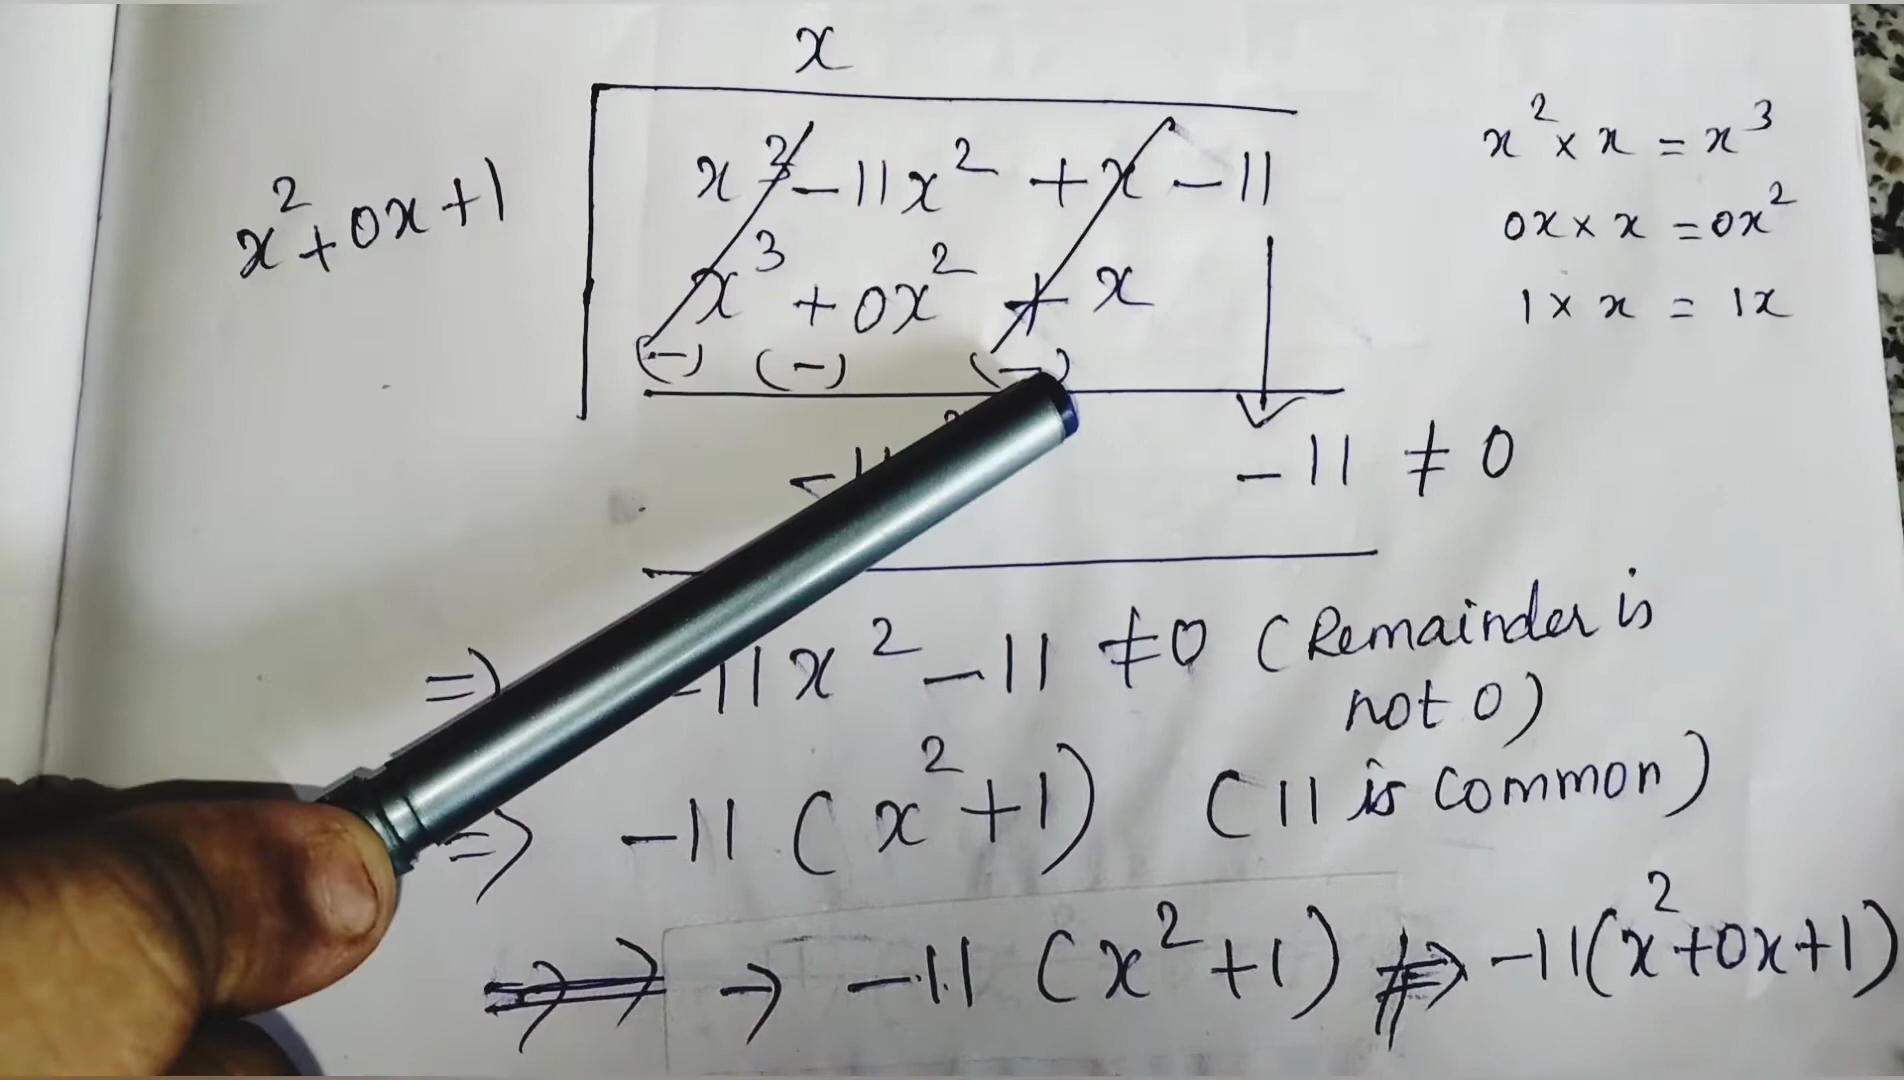 x
x² + 0x + 1
x³ - 11x² + x - 11
x³ + 0x² + x
(-) (-) (-)
-11 ≠ 0
x² × x = x³
0x × x = 0x²
1 × x = 1x
⇒ -11x² - 11 ≠ 0 (Remainder is
not 0)
⇒ -11 (x² + 1) (11 is common)
→ -11 (x² + 1) ⇒ -11(x² + 0x + 1)